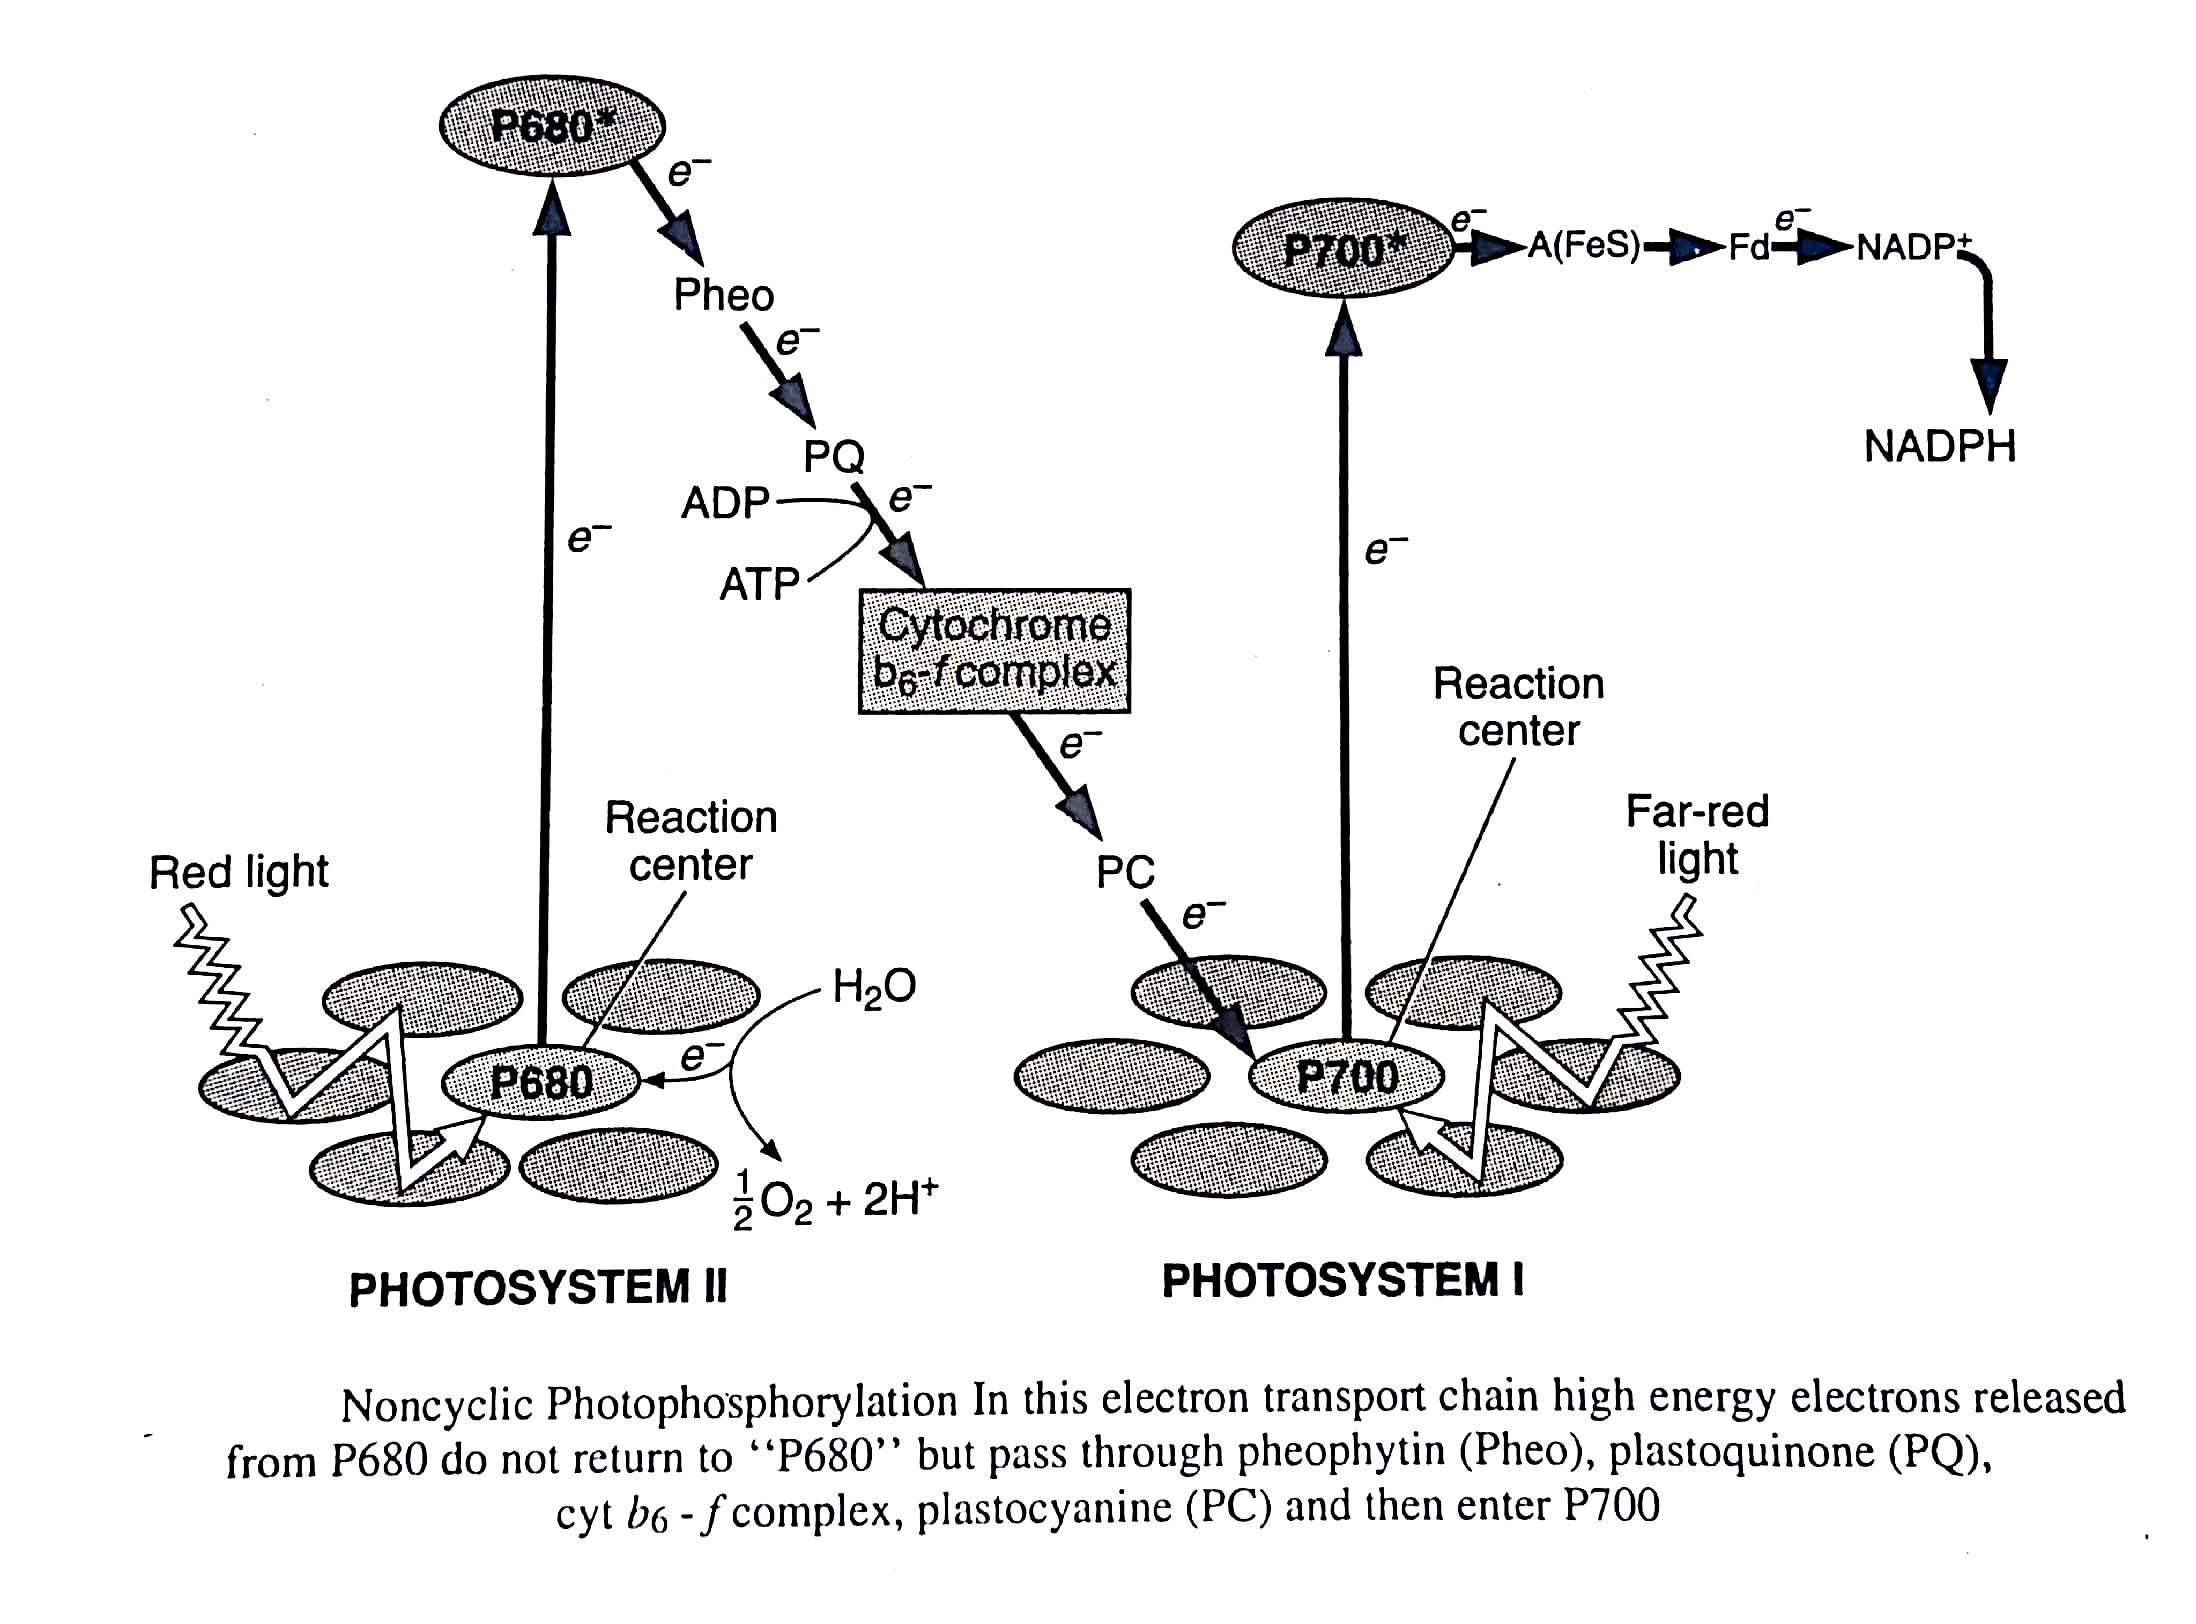 P680*
e⁻
Pheo
e⁻
PQ
ADP
e⁻
ATP
Cytochrome
b₆-f complex
e⁻
PC
e⁻
e⁻
P700*
e⁻
A(FeS)
Fd
e⁻
NADP⁺
NADPH
e⁻
Reaction
center
Far-red
light
Reaction
center
Red light
H₂O
e⁻
P680
P700
½O₂ + 2H⁺
PHOTOSYSTEM II
PHOTOSYSTEM I
Noncyclic Photophosphorylation In this electron transport chain high energy electrons released
from P680 do not return to “P680” but pass through pheophytin (Pheo), plastoquinone (PQ),
cyt b₆ - f complex, plastocyanine (PC) and then enter P700